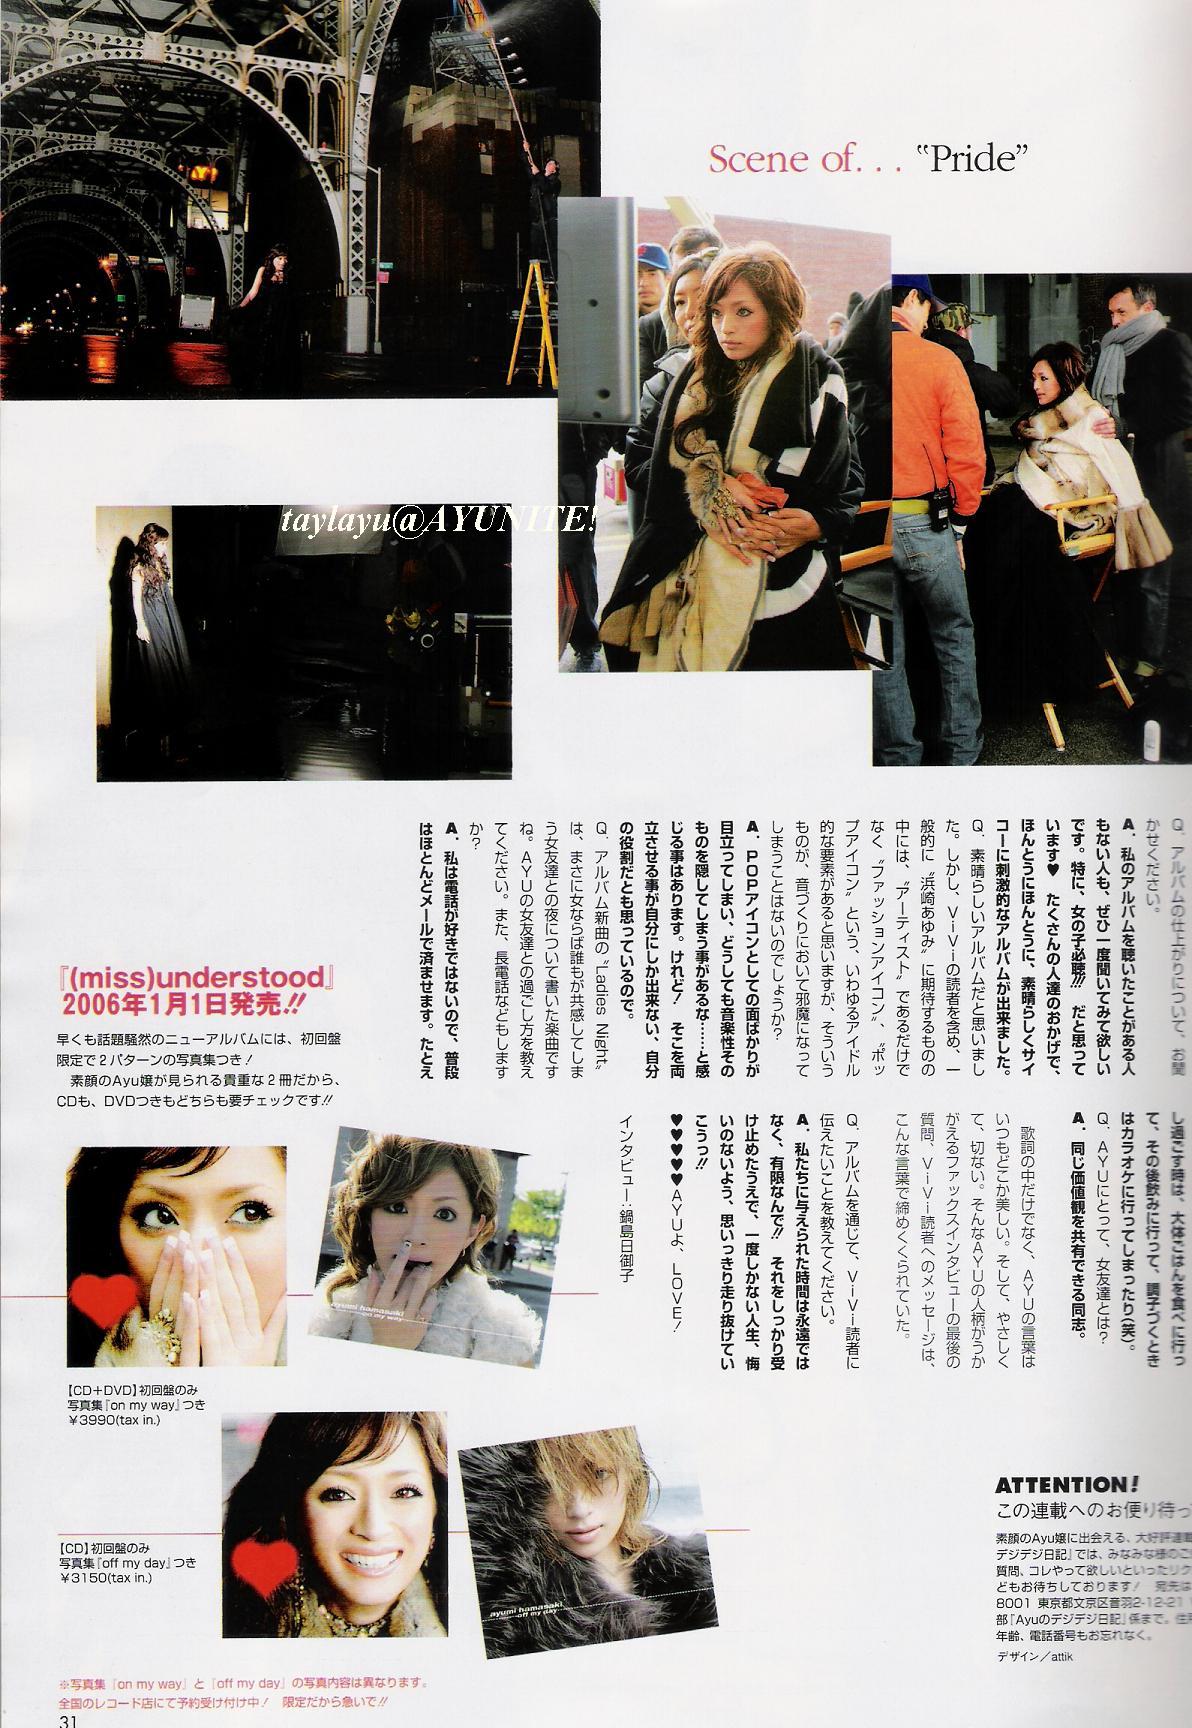 Scene of. . . "Pride"
taylayu@AYUNITE!
Q. アルバムの仕上がりについて、お聞
かせください。
A. 私のアルバムを聴いたことがある人
もない人も、ぜひ一度聞いてみて欲しい
です。特に、女の子必聴!!! だと思って
います♥ たくさんの人達のおかげで、
ほんとうにほんとうに、素晴らしくサイ
コーに刺激的なアルバムが出来ました。
Q. 素晴らしいアルバムだと思いまし
た。しかし、ViViの読者を含め、一
般的に“浜崎あゆみ”に期待するものの
中には、“アーティスト”であるだけで
なく“ファッションアイコン”、“ポッ
プアイコン”という、いわゆるアイドル
的な要素があると思いますが、そういう
ものが、音づくりにおいて邪魔になって
しまうことはないのでしょうか?
A. POPアイコンとしての面ばかりが
目立ってしまい、どうしても音楽性その
ものを隠してしまう事があるな……と感
じる事はあります。けれど! そこを両
立させる事が自分にしか出来ない、自分
の役割だとも思っているので。
Q. アルバム新曲の“Ladies Night”
は、まさに女ならば誰もが共感してしま
う女友達との夜について書いた楽曲です
ね。AYUの女友達との過ごし方を教え
てください。また、長電話などもします
か?
A. 私は電話が好きではないので、普段
はほとんどメールで済ませます。たとえ
し過ごす時は、大体ごはんを食べに行っ
て、その後飲みに行って、調子づくとき
はカラオケに行ってしまったり(笑)。
Q. AYUにとって、女友達とは?
A. 同じ価値観を共有できる同志。
歌詞の中だけでなく、AYUの言葉は
いつもどこか美しい。そして、やさしく
て、切ない。そんなAYUの人柄がうか
がえるファックスインタビューの最後の
質問、ViVi読者へのメッセージは、
こんな言葉で締めくくられていた。
Q. アルバムを通じて、ViVi読者に
伝えたいことを教えてください。
A. 私たちに与えられた時間は永遠では
なく、有限なんで!! それをしっかり受
け止めたうえで、一度しかない人生、悔
いのないよう、思いっきり走り抜けてい
こうっ!!
♥♥♥♥♥AYUよ、LOVE!
インタビュー:鍋島日御子
『(miss)understood』
2006年1月1日発売!!
早くも話題騒然のニューアルバムには、初回盤
限定で2パターンの写真集つき!
素顔のAyu嬢が見られる貴重な2冊だから、
CDも、DVDつきもどちらも要チェックです!!
ayumi hamasaki
on my way
【CD+DVD】初回盤のみ
写真集『on my way』つき
¥3990(tax in.)
【CD】初回盤のみ
写真集『off my day』つき
¥3150(tax in.)
ayumi hamasaki
off my day
※写真集『on my way』と『off my day』の写真内容は異なります。
全国のレコード店にて予約受け付け中! 限定だから急いで!!
31
ATTENTION!
この連載へのお便り待っ
素顔のAyu嬢に出会える、大好評連載
デジデジ日記』では、みなみな様のご
質問、コレやって欲しいといったリク
どもお待ちしております! 宛先は
8001 東京都文京区音羽2-12-21
部『Ayuのデジデジ日記』係まで。住
年齢、電話番号もお忘れなく。
デザイン/attik